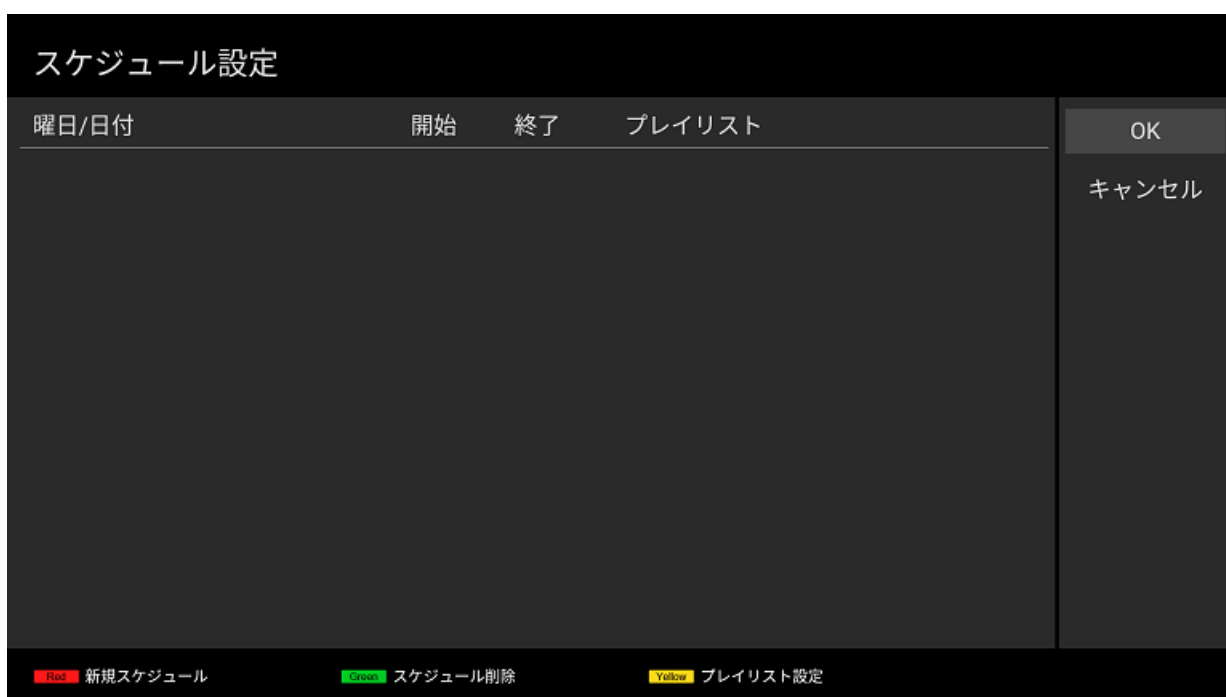 スケジュール設定
曜日/日付 開始 終了 プレイリスト
OK
キャンセル
Red 新規スケジュール Green スケジュール削除 Yellow プレイリスト設定